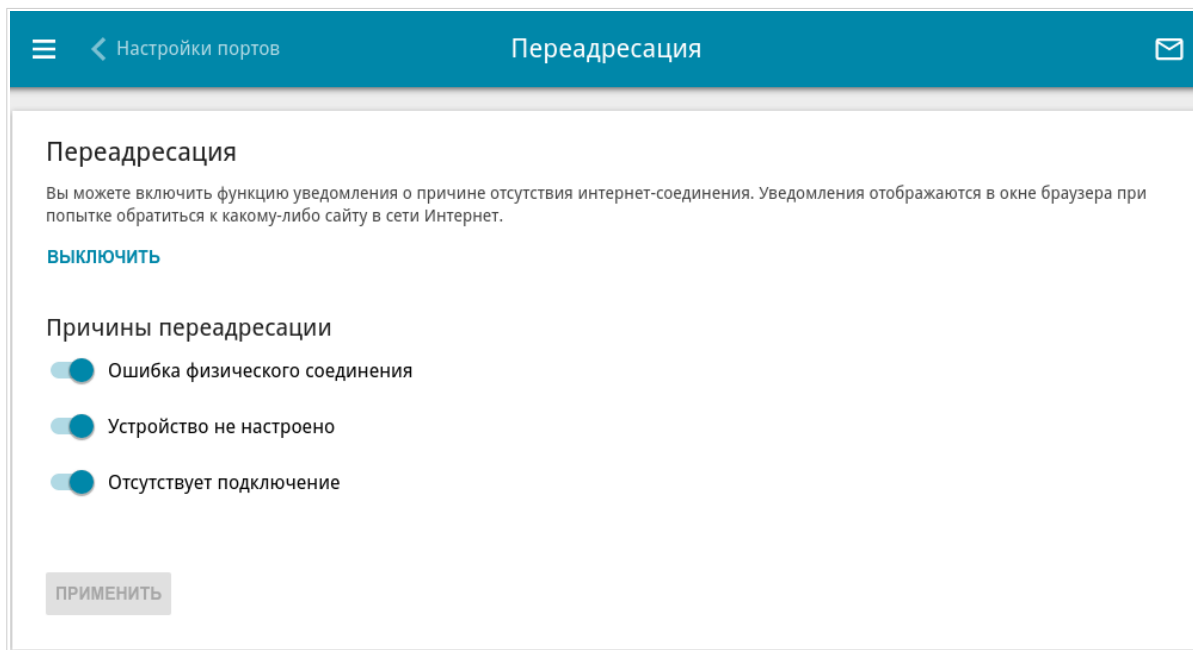 Настройки портов
Переадресация
Переадресация
Вы можете включить функцию уведомления о причине отсутствия интернет-соединения. Уведомления отображаются в окне браузера при
попытке обратиться к какому-либо сайту в сети Интернет.
ВЫКЛЮЧИТЬ
Причины переадресации
Ошибка физического соединения
Устройство не настроено
Отсутствует подключение
ПРИМЕНИТЬ